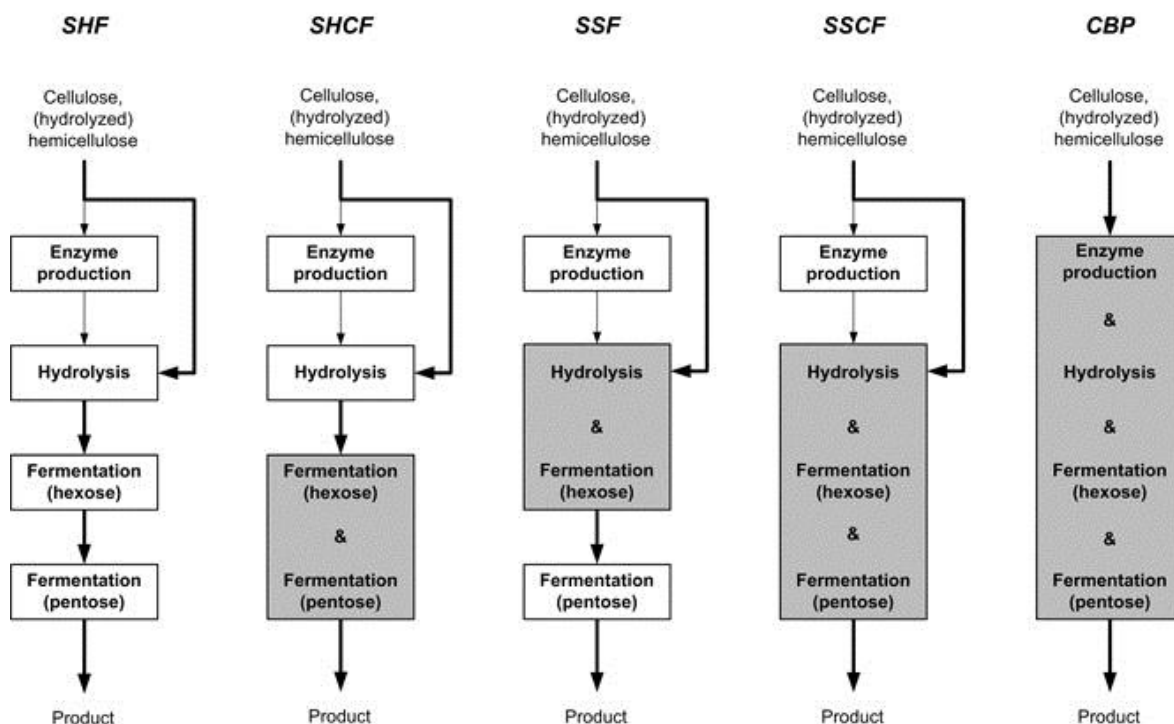 SHF
Cellulose,
(hydrolyzed)
hemicellulose
Enzyme
production
Hydrolysis
Fermentation
(hexose)
Fermentation
(pentose)
Product
SHCF
Cellulose,
(hydrolyzed)
hemicellulose
Enzyme
production
Hydrolysis
Fermentation
(hexose)
&
Fermentation
(pentose)
Product
SSF
Cellulose,
(hydrolyzed)
hemicellulose
Enzyme
production
Hydrolysis
&
Fermentation
(hexose)
Fermentation
(pentose)
Product
SSCF
Cellulose,
(hydrolyzed)
hemicellulose
Enzyme
production
Hydrolysis
&
Fermentation
(hexose)
&
Fermentation
(pentose)
Product
CBP
Cellulose,
(hydrolyzed)
hemicellulose
Enzyme
production
&
Hydrolysis
&
Fermentation
(hexose)
&
Fermentation
(pentose)
Product